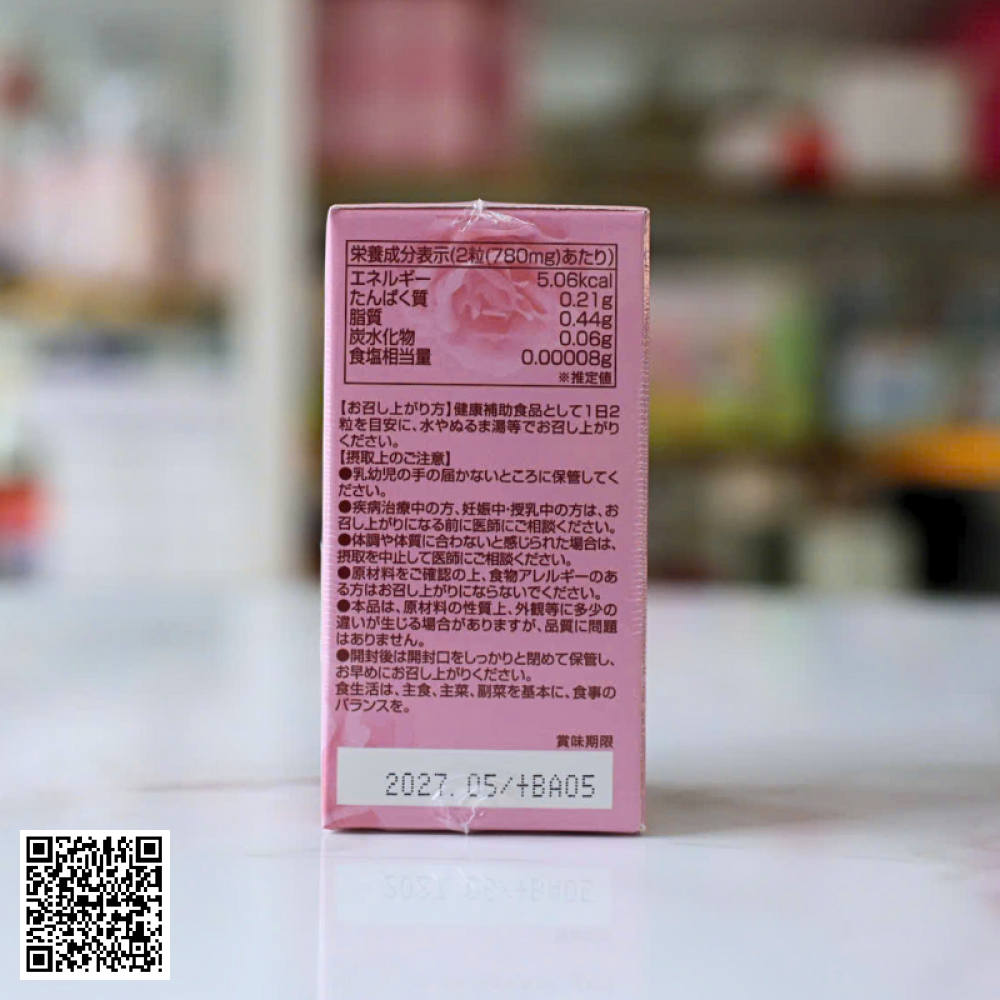 栄養成分表示(2粒(780mg)あたり)
エネルギー 5.06kcal
たんぱく質 0.21g
脂質 0.44g
炭水化物 0.06g
食塩相当量 0.00008g
※推定値
【お召し上がり方】健康補助食品として1日2
粒を目安に、水やぬるま湯等でお召し上がり
ください。
【摂取上のご注意】
●乳幼児の手の届かないところに保管してく
ださい。
●疾病治療中の方、妊娠中・授乳中の方は、お
召し上がりになる前に医師にご相談ください。
●体調や体質に合わないと感じられた場合は、
摂取を中止して医師にご相談ください。
●原材料をご確認の上、食物アレルギーのあ
る方はお召し上がりにならないでください。
●本品は、原材料の性質上、外観等に多少の
違いが生じる場合がありますが、品質に問題
はありません。
●開封後は開封口をしっかりと閉めて保管し、
お早めにお召し上がりください。
食生活は、主食、主菜、副菜を基本に、食事の
バランスを。
賞味期限
2027.05/+BA05